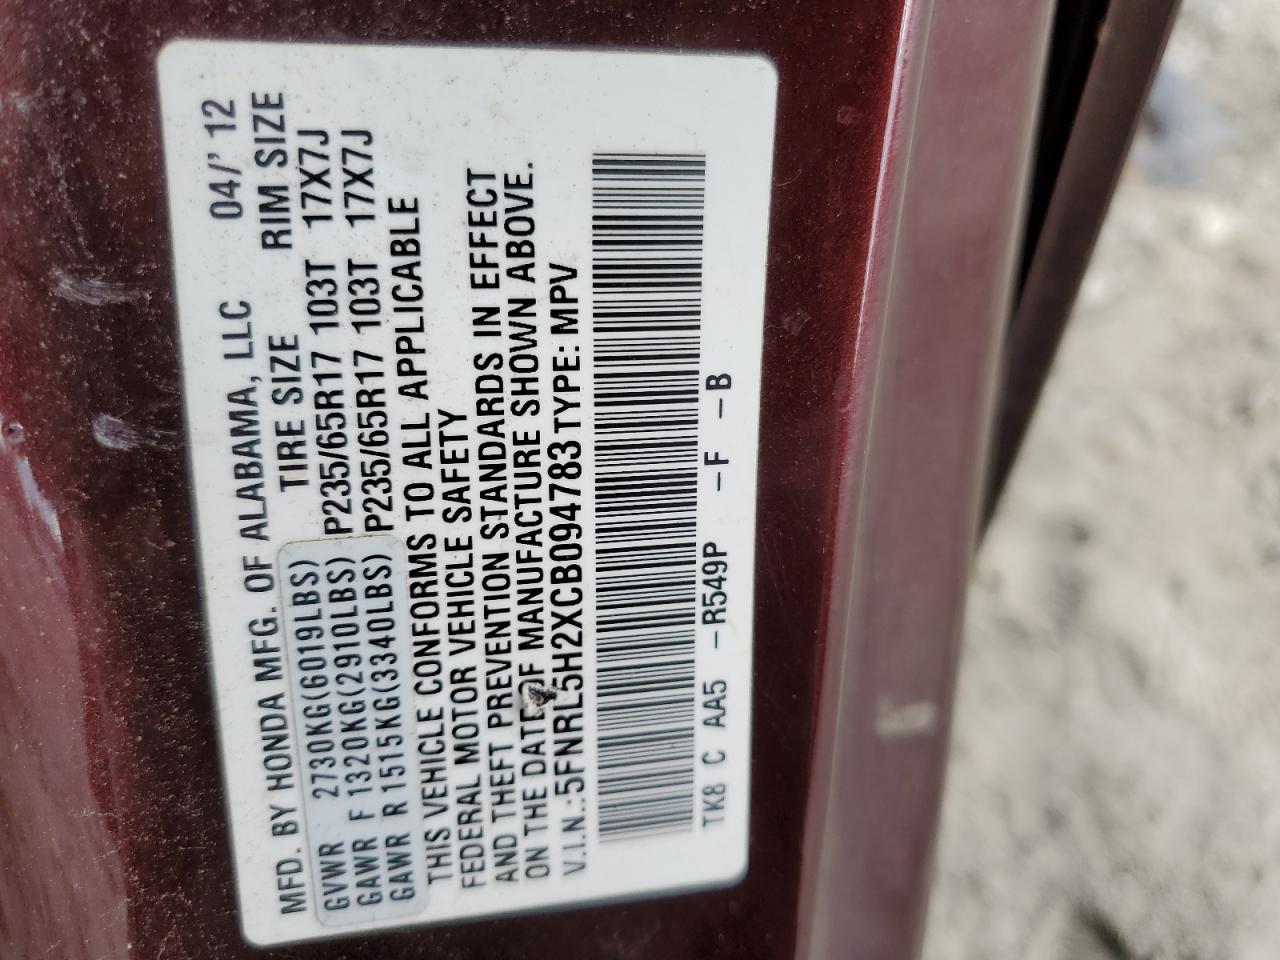 MFD. BY HONDA MFG. OF ALABAMA, LLC 04/'12
TIRE SIZE RIM SIZE
GVWR 2730KG(6019LBS)
GAWR F 1320KG(2910LBS) P235/65R17 103T 17X7J
GAWR R 1515KG(3340LBS) P235/65R17 103T 17X7J
THIS VEHICLE CONFORMS TO ALL APPLICABLE
FEDERAL MOTOR VEHICLE SAFETY
AND THEFT PREVENTION STANDARDS IN EFFECT
ON THE DATE OF MANUFACTURE SHOWN ABOVE.
V.I.N.: 5FNRL5H2XCB094783 TYPE: MPV
TK8 C AA5 -R549P -F -B